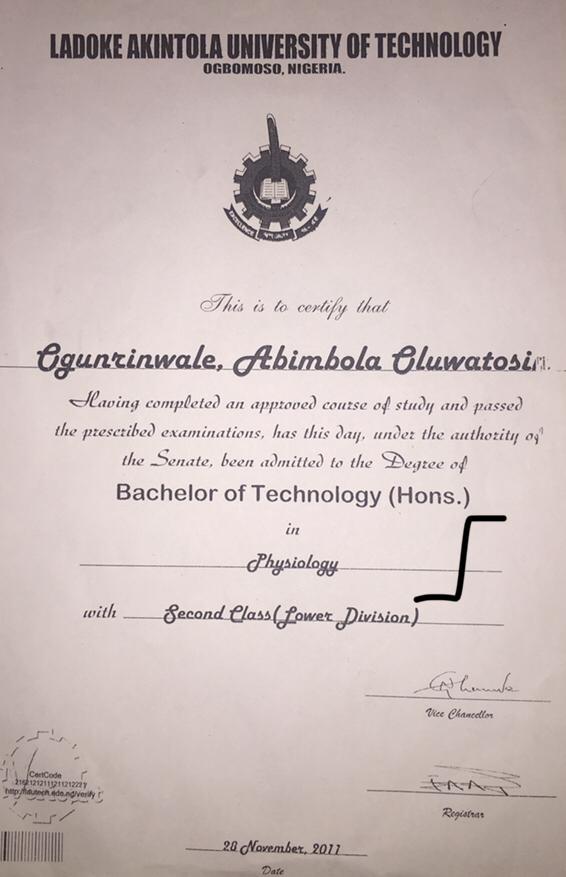 LADOKE AKINTOLA UNIVERSITY OF TECHNOLOGY
OGBOMOSO, NIGERIA.
EXCELLENCE
This is to certify that
Ogunrinwale, Abimbola Oluwatosin.
Having completed an approved course of study and passed
the prescribed examinations, has this day, under the authority of
the Senate, been admitted to the Degree of
Bachelor of Technology (Hons.)
in
Physiology
with Second Class(Lower Division)
Vice Chancellor
CertCode
Registrar
28 November, 2011
Date